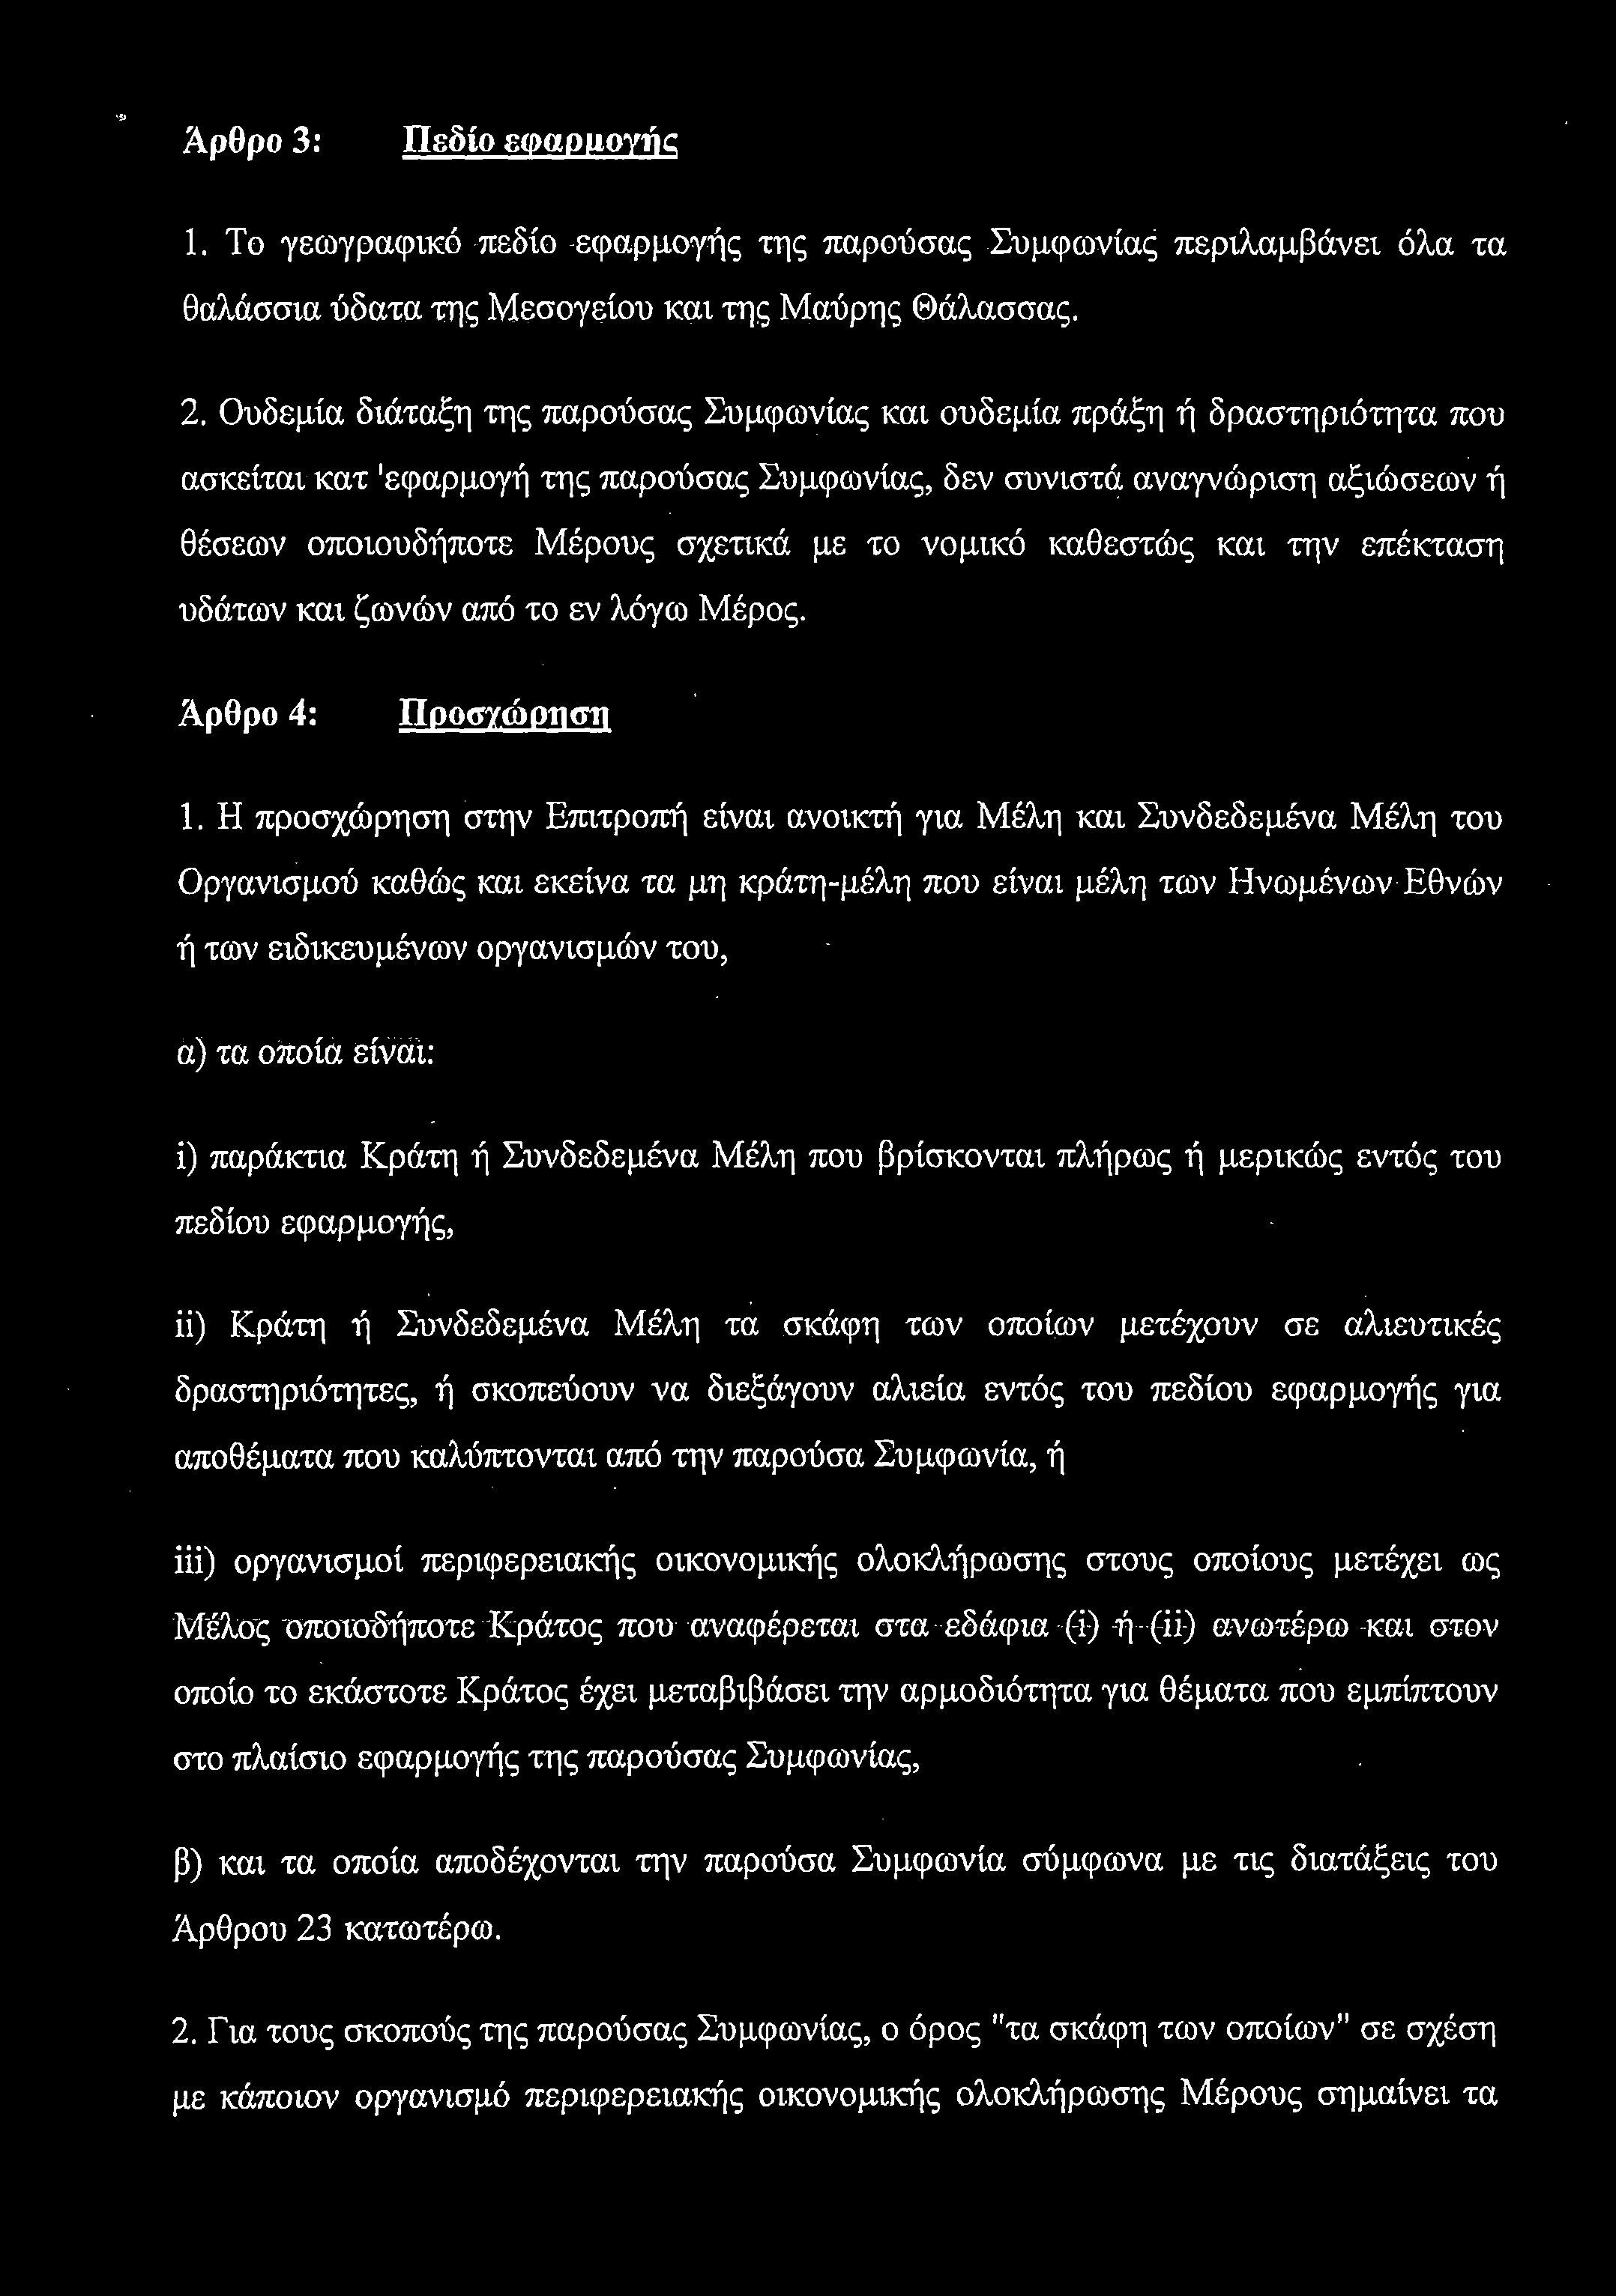 Άρθρο 3: Πεδίο εφαρμογής
1. Το γεωγραφικό πεδίο εφαρμογής της παρούσας Συμφωνίας περιλαμβάνει όλα τα
θαλάσσια ύδατα της Μεσογείου και της Μαύρης Θάλασσας.
2. Ουδεμία διάταξη της παρούσας Συμφωνίας και ουδεμία πράξη ή δραστηριότητα που
ασκείται κατ 'εφαρμογή της παρούσας Συμφωνίας, δεν συνιστά αναγνώριση αξιώσεων ή
θέσεων οποιουδήποτε Μέρους σχετικά με το νομικό καθεστώς και την επέκταση
υδάτων και ζωνών από το εν λόγω Μέρος.
Άρθρο 4: Προσχώρηση
1. Η προσχώρηση στην Επιτροπή είναι ανοικτή για Μέλη και Συνδεδεμένα Μέλη του
Οργανισμού καθώς και εκείνα τα μη κράτη-μέλη που είναι μέλη των Ηνωμένων Εθνών
ή των ειδικευμένων οργανισμών του,
α) τα οποία είναι:
i) παράκτια Κράτη ή Συνδεδεμένα Μέλη που βρίσκονται πλήρως ή μερικώς εντός του
πεδίου εφαρμογής,
ii) Κράτη ή Συνδεδεμένα Μέλη τα σκάφη των οποίων μετέχουν σε αλιευτικές
δραστηριότητες, ή σκοπεύουν να διεξάγουν αλιεία εντός του πεδίου εφαρμογής για
αποθέματα που καλύπτονται από την παρούσα Συμφωνία, ή
iii) οργανισμοί περιφερειακής οικονομικής ολοκλήρωσης στους οποίους μετέχει ως
Μέλος οποιοδήποτε Κράτος που αναφέρεται στα εδάφια (i) ή (ii) ανωτέρω και στον
οποίο το εκάστοτε Κράτος έχει μεταβιβάσει την αρμοδιότητα για θέματα που εμπίπτουν
στο πλαίσιο εφαρμογής της παρούσας Συμφωνίας,
β) και τα οποία αποδέχονται την παρούσα Συμφωνία σύμφωνα με τις διατάξεις του
Άρθρου 23 κατωτέρω.
2. Για τους σκοπούς της παρούσας Συμφωνίας, ο όρος "τα σκάφη των οποίων" σε σχέση
με κάποιον οργανισμό περιφερειακής οικονομικής ολοκλήρωσης Μέρους σημαίνει τα